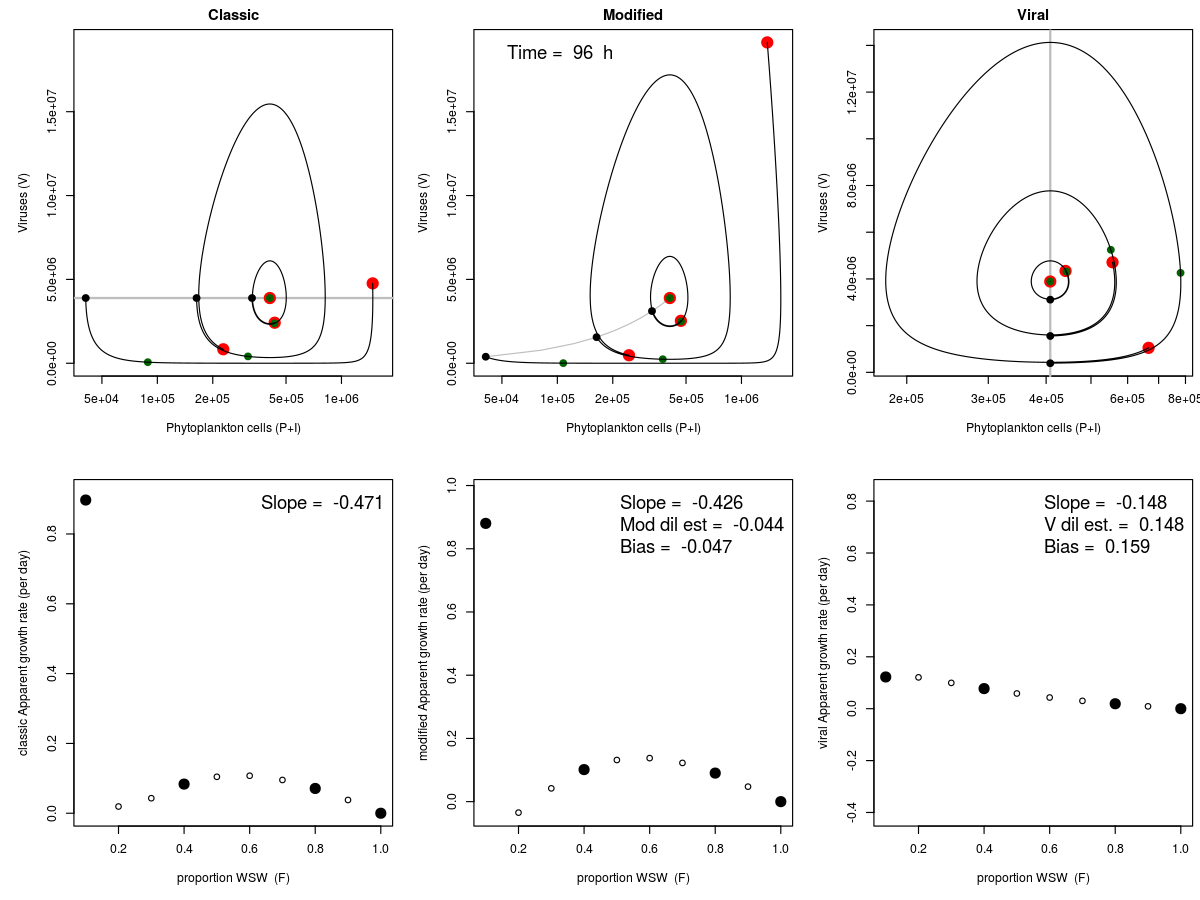 Classic
Modified
Viral
Time =  96  h
Viruses (V)
0.0e+00 5.0e+06 1.0e+07 1.5e+07
5e+04 1e+05 2e+05 5e+05 1e+06
Phytoplankton cells (P+I)
Viruses (V)
0.0e+00 5.0e+06 1.0e+07 1.5e+07
5e+04 1e+05 2e+05 5e+05 1e+06
Phytoplankton cells (P+I)
Viruses (V)
0.0e+00 4.0e+06 8.0e+06 1.2e+07
2e+05 3e+05 4e+05 6e+05 8e+05
Phytoplankton cells (P+I)
Slope =  -0.471
classic Apparent growth rate (per day)
0.0 0.2 0.4 0.6 0.8
0.2 0.4 0.6 0.8 1.0
proportion WSW  (F)
Slope =  -0.426
Mod dil est =  -0.044
Bias =  -0.047
modified Apparent growth rate (per day)
0.0 0.2 0.4 0.6 0.8 1.0
0.2 0.4 0.6 0.8 1.0
proportion WSW  (F)
Slope =  -0.148
V dil est. =  0.148
Bias =  0.159
viral Apparent growth rate (per day)
-0.4 -0.2 0.0 0.2 0.4 0.6 0.8
0.2 0.4 0.6 0.8 1.0
proportion WSW  (F)